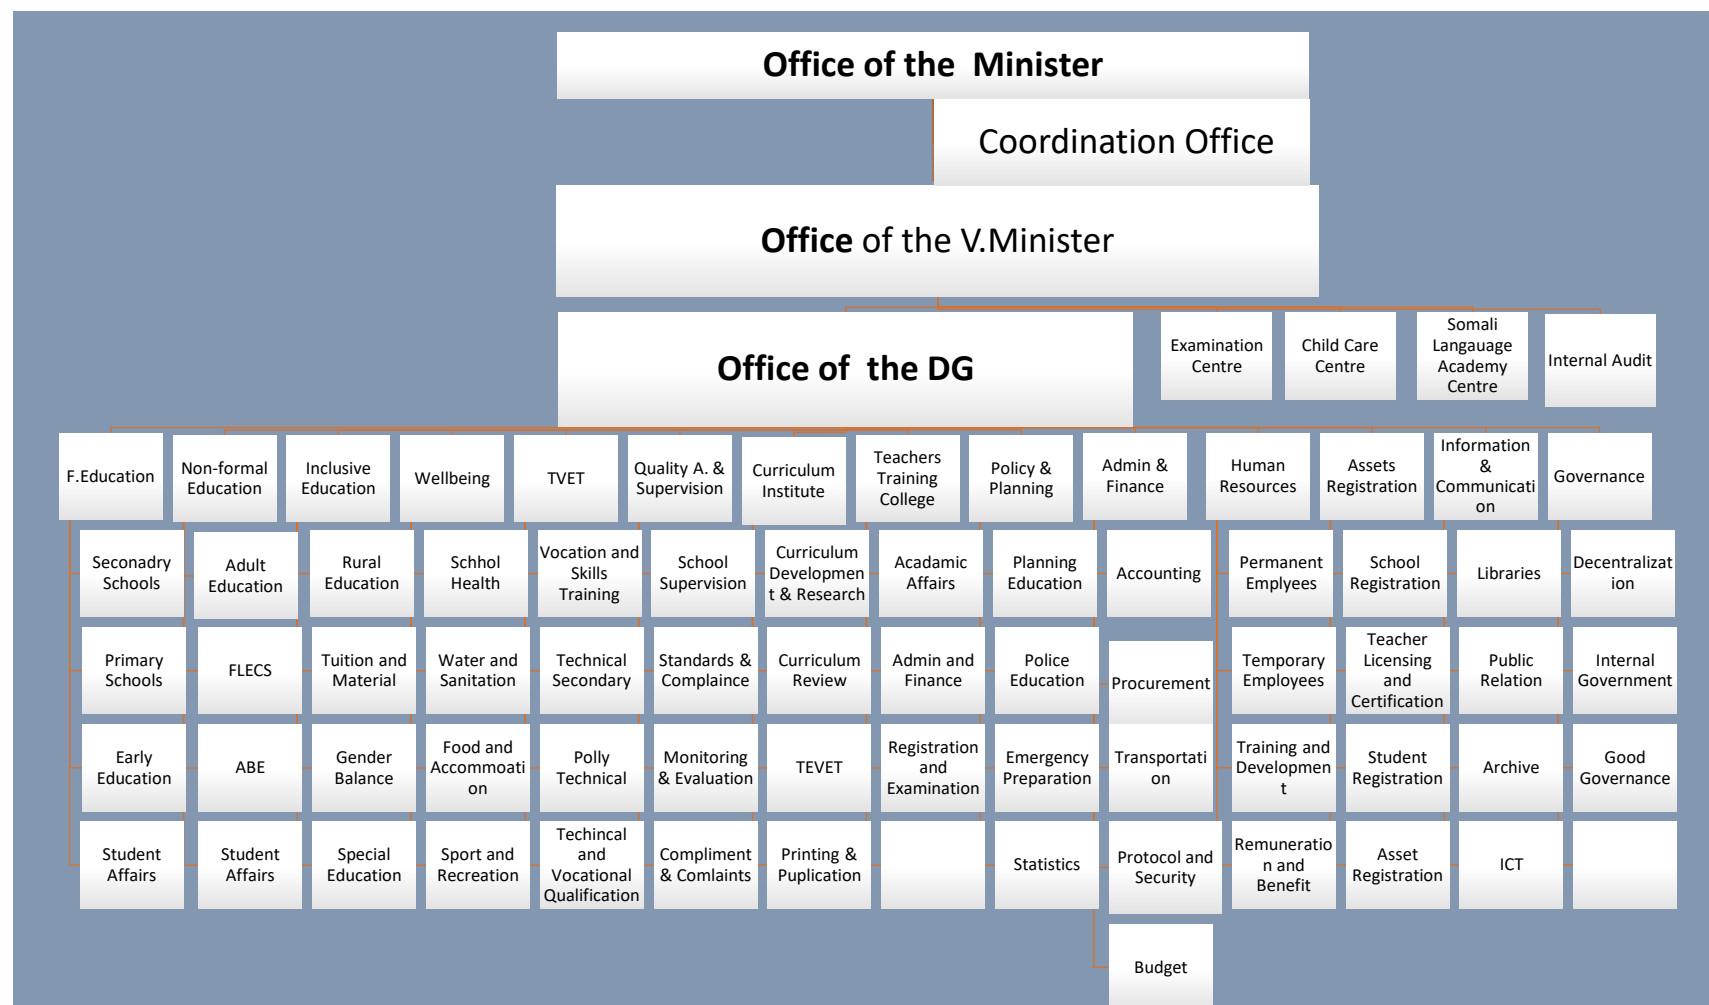 Office of the  Minister
Coordination Office
Office of the V.Minister
Office of  the DG
Examination
Centre
Child Care
Centre
Somali
Langauage
Academy
Centre
Internal Audit
F.Education
Non-formal
Education
Inclusive
Education
Wellbeing
TVET
Quality A. &
Supervision
Curriculum
Institute
Teachers
Training
College
Policy &
Planning
Admin &
Finance
Human
Resources
Assets
Registration
Information
&
Communicati
on
Governance
Seconadry
Schools
Adult
Education
Rural
Education
Schhol
Health
Vocation and
Skills
Training
School
Supervision
Curriculum
Developmen
t & Research
Acadamic
Affairs
Planning
Education
Accounting
Permanent
Emplyees
School
Registration
Libraries
Decentralizat
ion
Primary
Schools
FLECS
Tuition and
Material
Water and
Sanitation
Technical
Secondary
Standards &
Complaince
Curriculum
Review
Admin and
Finance
Police
Education
Procurement
Temporary
Employees
Teacher
Licensing
and
Certification
Public
Relation
Internal
Government
Early
Education
ABE
Gender
Balance
Food and
Accommoati
on
Polly
Technical
Monitoring
& Evaluation
TEVET
Registration
and
Examination
Emergency
Preparation
Transportati
on
Training and
Developmen
t
Student
Registration
Archive
Good
Governance
Student
Affairs
Student
Affairs
Special
Education
Sport and
Recreation
Techincal
and
Vocational
Qualification
Compliment
& Comlaints
Printing &
Puplication
Statistics
Protocol and
Security
Remuneratio
n and
Benefit
Asset
Registration
ICT
Budget